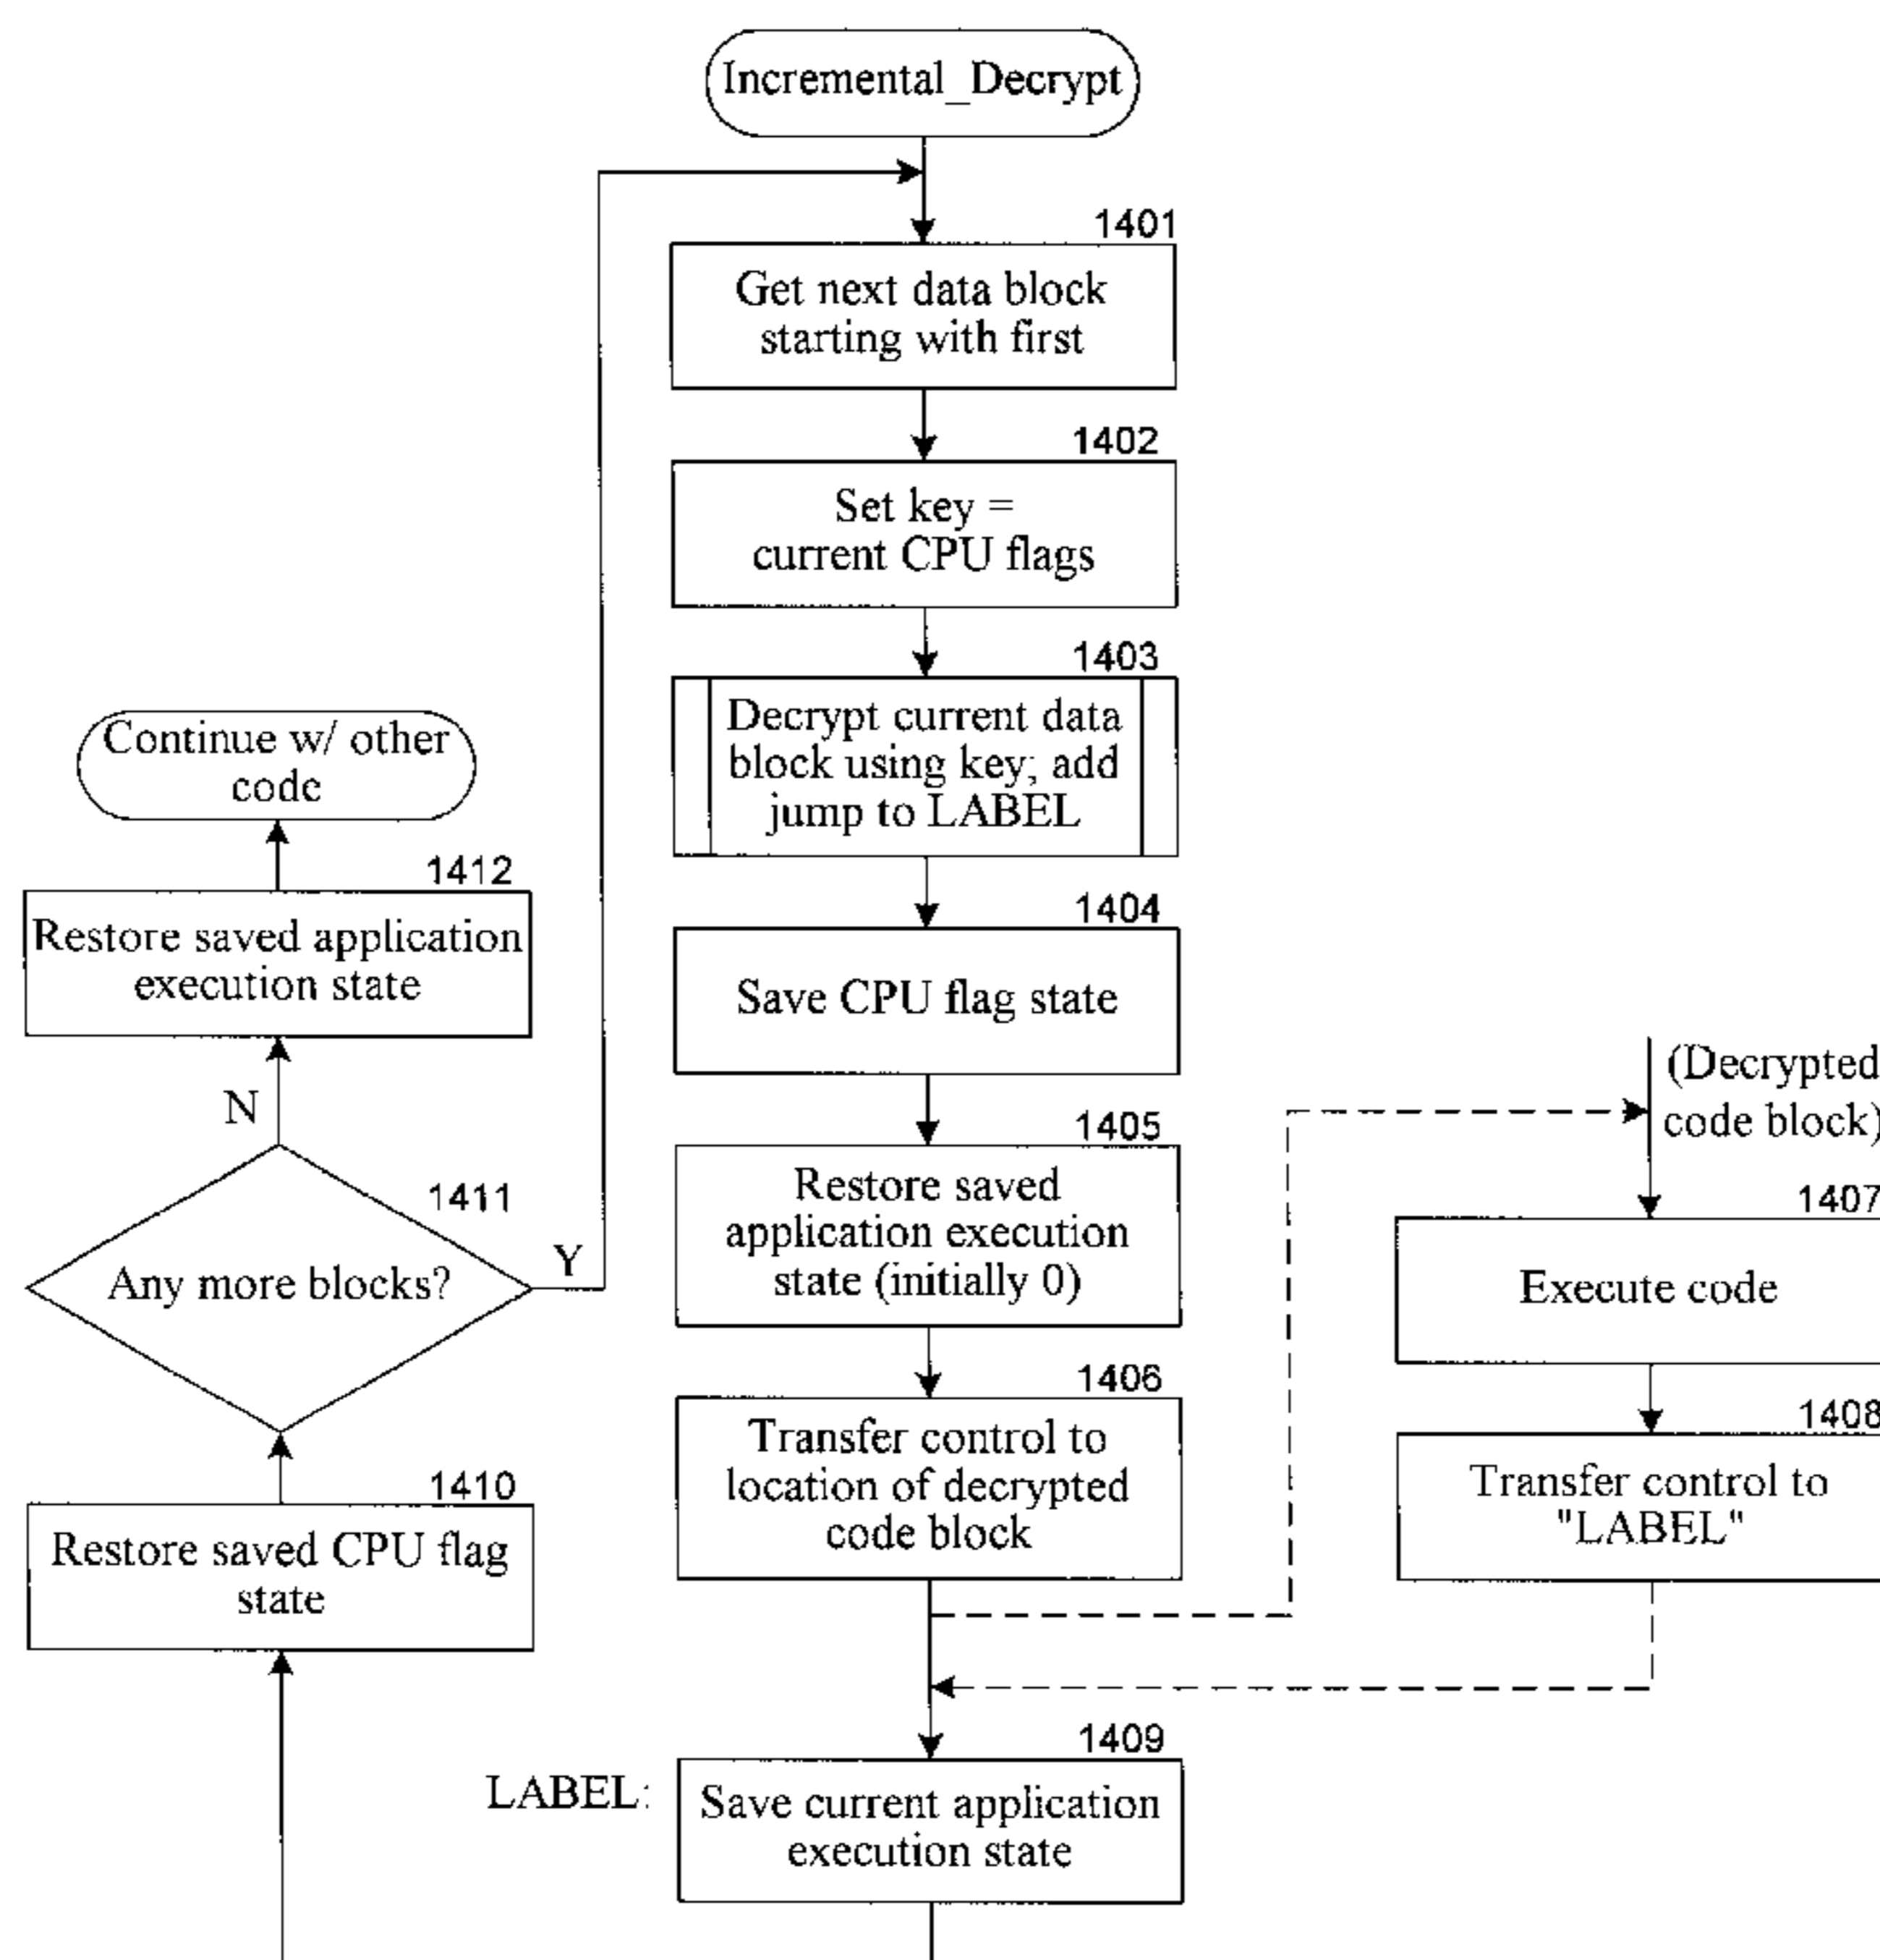 Incremental_Decrypt
1401
Get next data block
starting with first
1402
Set key =
current CPU flags
1403
Decrypt current data
block using key; add
jump to LABEL
1404
Save CPU flag state
1405
Restore saved
application execution
state (initially 0)
1406
Transfer control to
location of decrypted
code block
(Decrypted
code block)
1407
Execute code
1408
Transfer control to
"LABEL"
LABEL:
1409
Save current application
execution state
1410
Restore saved CPU flag
state
1411
Any more blocks?
Y
N
1412
Restore saved application
execution state
Continue w/ other
code